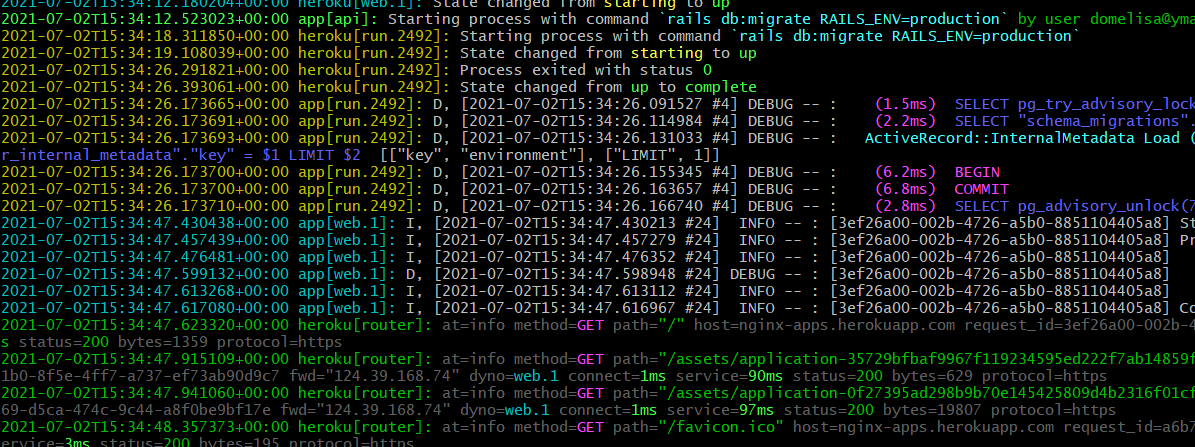 2021-07-02T15:34:12.180204+00:00 heroku[web.1]: State changed from starting to up
2021-07-02T15:34:12.523023+00:00 app[api]: Starting process with command `rails db:migrate RAILS_ENV=production` by user domelisa@yma
2021-07-02T15:34:18.311850+00:00 heroku[run.2492]: Starting process with command `rails db:migrate RAILS_ENV=production`
2021-07-02T15:34:19.108039+00:00 heroku[run.2492]: State changed from starting to up
2021-07-02T15:34:26.291821+00:00 heroku[run.2492]: Process exited with status 0
2021-07-02T15:34:26.393061+00:00 heroku[run.2492]: State changed from up to complete
2021-07-02T15:34:26.173665+00:00 app[run.2492]: D, [2021-07-02T15:34:26.091527 #4] DEBUG -- :    (1.5ms)  SELECT pg_try_advisory_lock
2021-07-02T15:34:26.173691+00:00 app[run.2492]: D, [2021-07-02T15:34:26.114984 #4] DEBUG -- :    (2.2ms)  SELECT "schema_migrations".
2021-07-02T15:34:26.173693+00:00 app[run.2492]: D, [2021-07-02T15:34:26.131033 #4] DEBUG -- :   ActiveRecord::InternalMetadata Load (
r_internal_metadata"."key" = $1 LIMIT $2  [["key", "environment"], ["LIMIT", 1]]
2021-07-02T15:34:26.173700+00:00 app[run.2492]: D, [2021-07-02T15:34:26.155345 #4] DEBUG -- :    (6.2ms)  BEGIN
2021-07-02T15:34:26.173700+00:00 app[run.2492]: D, [2021-07-02T15:34:26.163657 #4] DEBUG -- :    (6.8ms)  COMMIT
2021-07-02T15:34:26.173710+00:00 app[run.2492]: D, [2021-07-02T15:34:26.166740 #4] DEBUG -- :    (2.8ms)  SELECT pg_advisory_unlock(7
2021-07-02T15:34:47.430438+00:00 app[web.1]: I, [2021-07-02T15:34:47.430213 #24]  INFO -- : [3ef26a00-002b-4726-a5b0-8851104405a8] St
2021-07-02T15:34:47.457439+00:00 app[web.1]: I, [2021-07-02T15:34:47.457279 #24]  INFO -- : [3ef26a00-002b-4726-a5b0-8851104405a8] Pr
2021-07-02T15:34:47.476481+00:00 app[web.1]: I, [2021-07-02T15:34:47.476352 #24]  INFO -- : [3ef26a00-002b-4726-a5b0-8851104405a8]
2021-07-02T15:34:47.599132+00:00 app[web.1]: D, [2021-07-02T15:34:47.598948 #24] DEBUG -- : [3ef26a00-002b-4726-a5b0-8851104405a8]
2021-07-02T15:34:47.613268+00:00 app[web.1]: I, [2021-07-02T15:34:47.613112 #24]  INFO -- : [3ef26a00-002b-4726-a5b0-8851104405a8]
2021-07-02T15:34:47.617080+00:00 app[web.1]: I, [2021-07-02T15:34:47.616967 #24]  INFO -- : [3ef26a00-002b-4726-a5b0-8851104405a8] Co
2021-07-02T15:34:47.623320+00:00 heroku[router]: at=info method=GET path="/" host=nginx-apps.herokuapp.com request_id=3ef26a00-002b-4
s status=200 bytes=1359 protocol=https
2021-07-02T15:34:47.915109+00:00 heroku[router]: at=info method=GET path="/assets/application-35729bfbaf9967f119234595ed222f7ab14859f
1b0-8f5e-4ff7-a737-ef73ab90d9c7 fwd="124.39.168.74" dyno=web.1 connect=1ms service=90ms status=200 bytes=629 protocol=https
2021-07-02T15:34:47.941060+00:00 heroku[router]: at=info method=GET path="/assets/application-0f27395ad298b9b70e145425809d4b2316f01cf
69-d5ca-474c-9c44-a8f0be9bf17e fwd="124.39.168.74" dyno=web.1 connect=1ms service=97ms status=200 bytes=19807 protocol=https
2021-07-02T15:34:48.357373+00:00 heroku[router]: at=info method=GET path="/favicon.ico" host=nginx-apps.herokuapp.com request_id=a6b7
ervice=3ms status=200 bytes=195 protocol=https